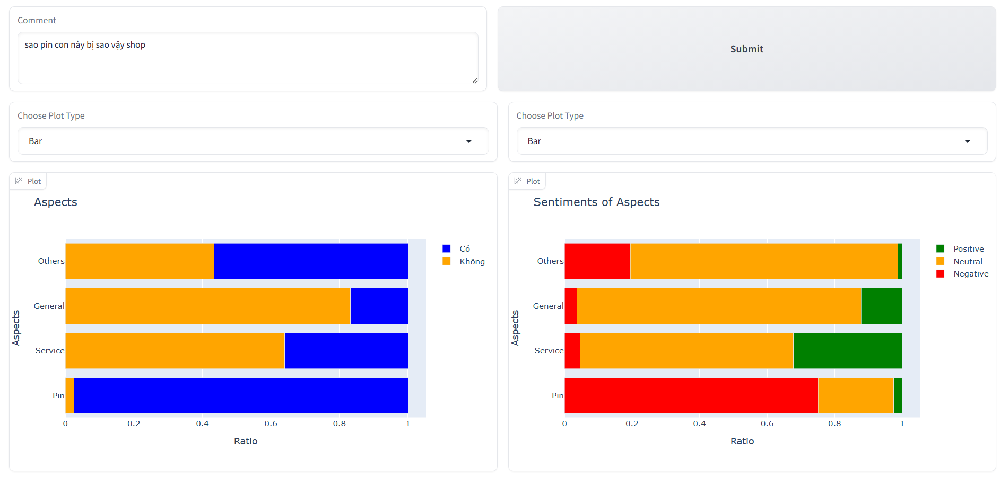 Comment
sao pin con này bị sao vậy shop
Submit
Choose Plot Type
Bar
Choose Plot Type
Bar
Plot
Aspects
Có
Không
Others
General
Service
Pin
Aspects
0 0.2 0.4 0.6 0.8 1
Ratio
Plot
Sentiments of Aspects
Positive
Neutral
Negative
Others
General
Service
Pin
Aspects
0 0.2 0.4 0.6 0.8 1
Ratio